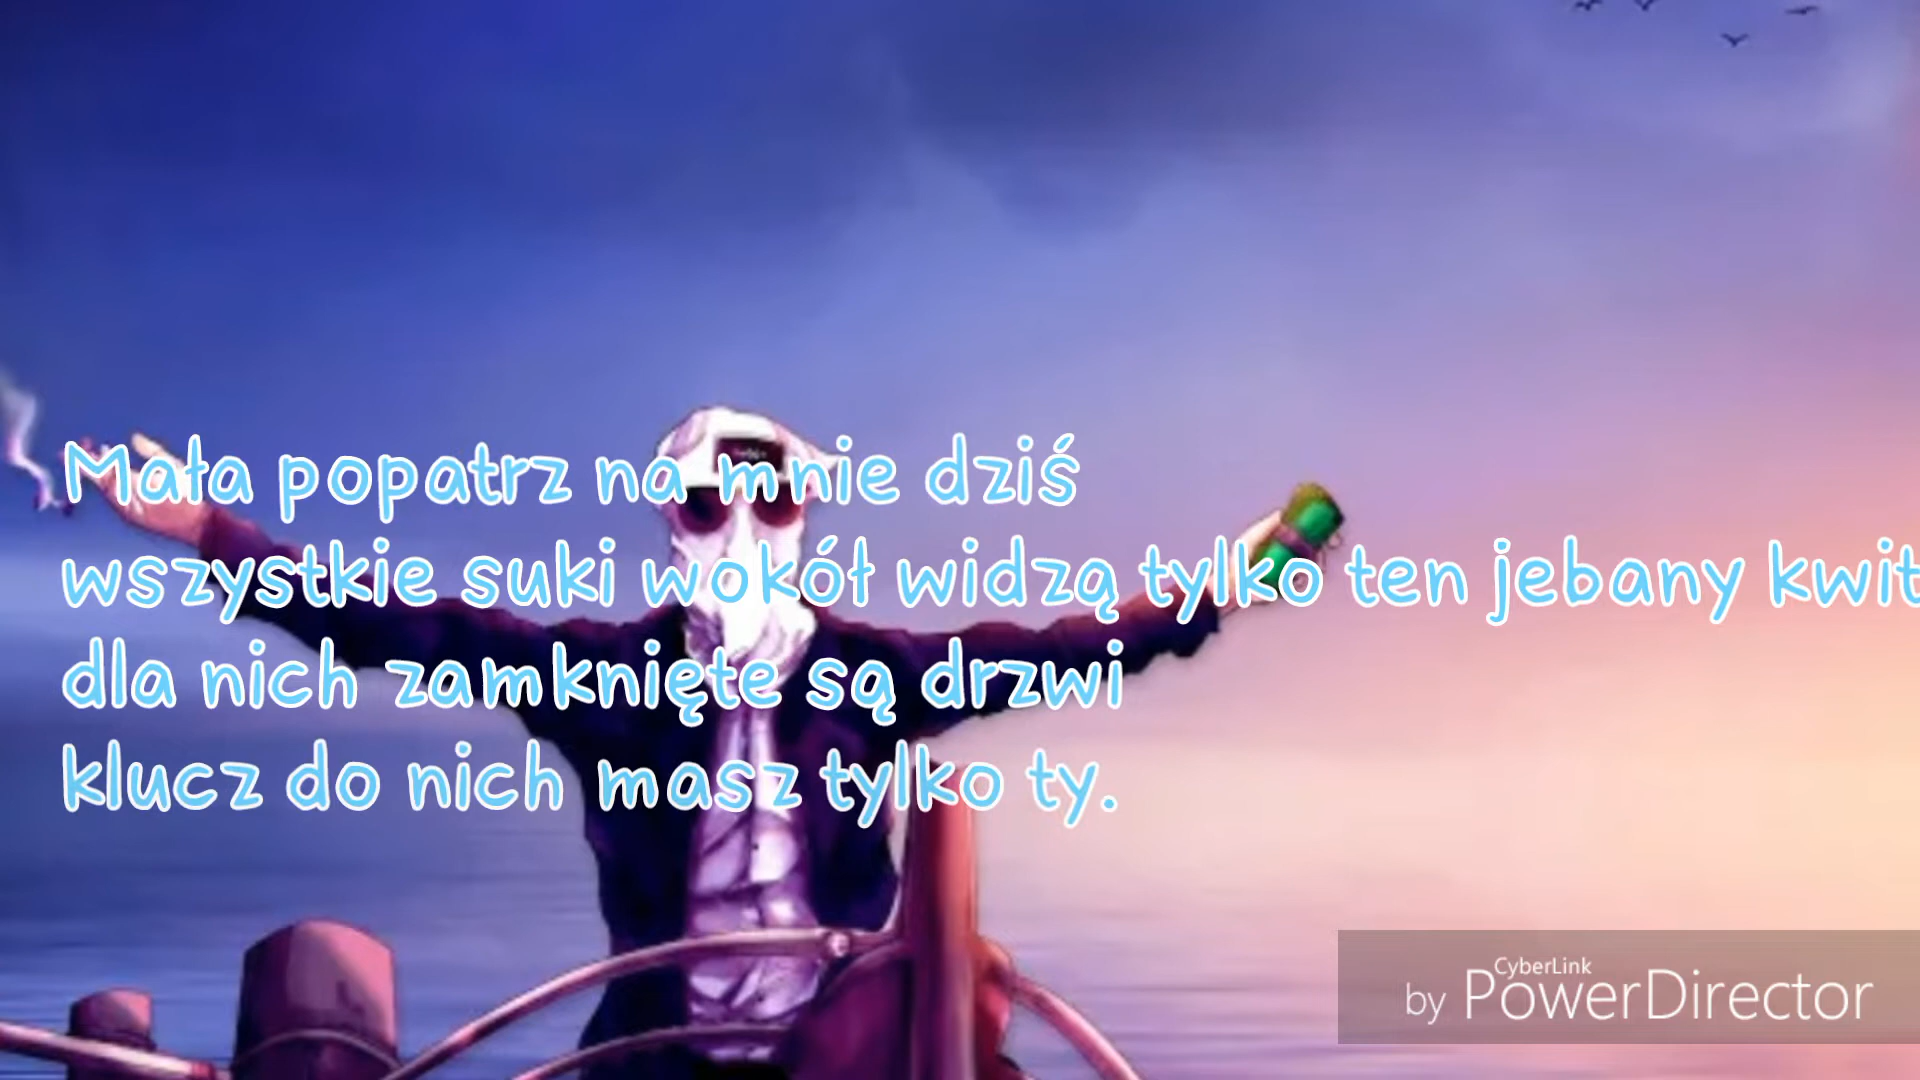 Mała popatrz na mnie dziś
wszystkie suki wokół widzą tylko ten jebany kwit
dla nich zamknięte są drzwi
klucz do nich masz tylko ty.
by CyberLink PowerDirector